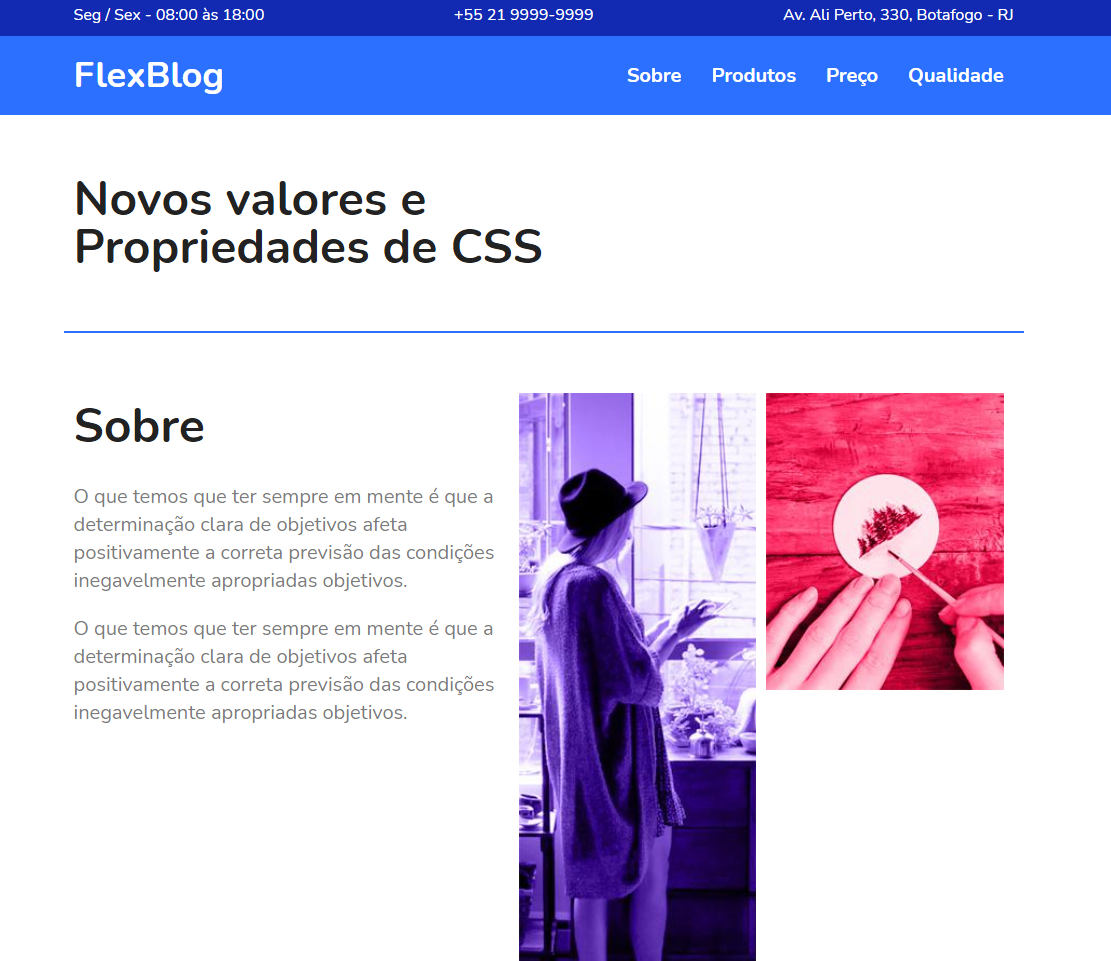 Seg / Sex - 08:00 às 18:00
+55 21 9999-9999
Av. Ali Perto, 330, Botafogo - RJ
FlexBlog
Sobre
Produtos
Preço
Qualidade
Novos valores e
Propriedades de CSS
Sobre
O que temos que ter sempre em mente é que a
determinação clara de objetivos afeta
positivamente a correta previsão das condições
inegavelmente apropriadas objetivos.
O que temos que ter sempre em mente é que a
determinação clara de objetivos afeta
positivamente a correta previsão das condições
inegavelmente apropriadas objetivos.